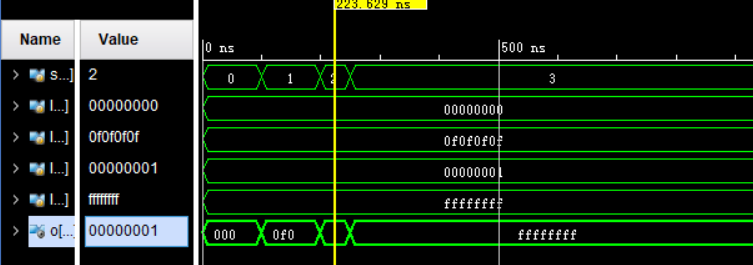 223.629 ns
Name Value
0 ns 500 ns
s...] 2 0 1 2 3
I...] 00000000 00000000
I...] 0f0f0f0f 0f0f0f0f
I...] 00000001 00000001
I...] ffffffff ffffffff
o[...] 00000001 000 0f0 ffffffff